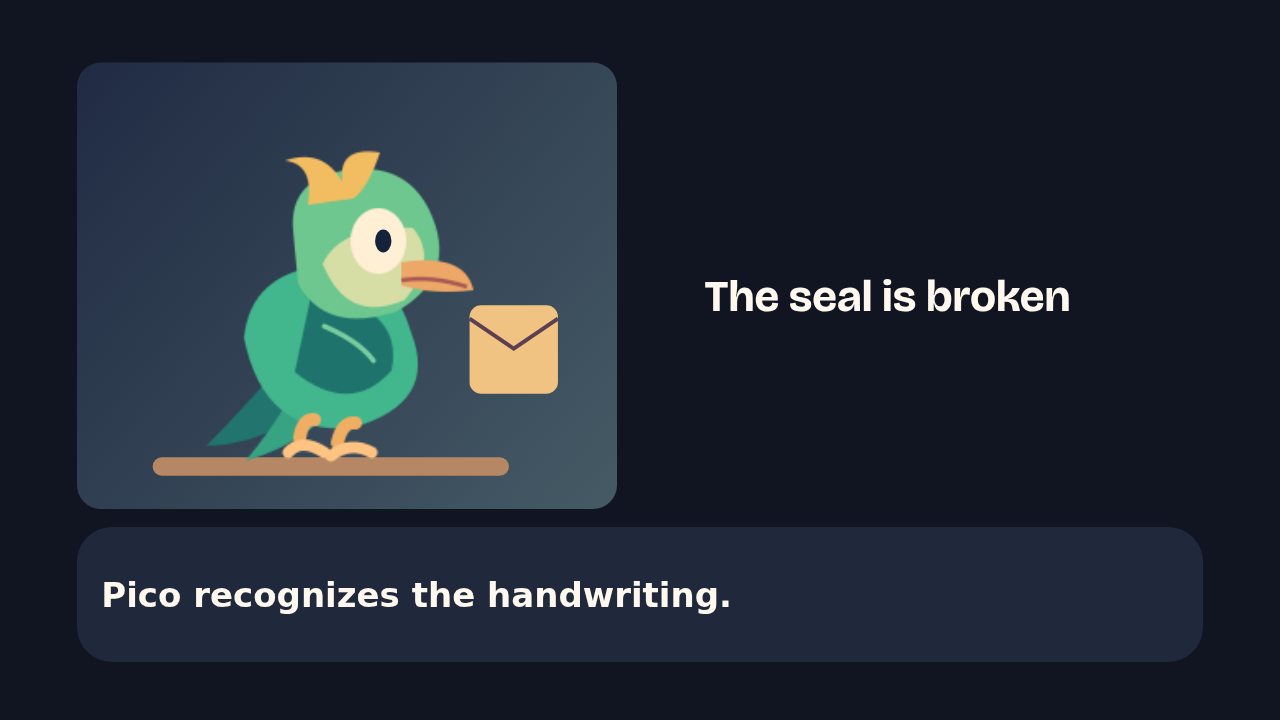 The seal is broken
Pico recognizes the handwriting.